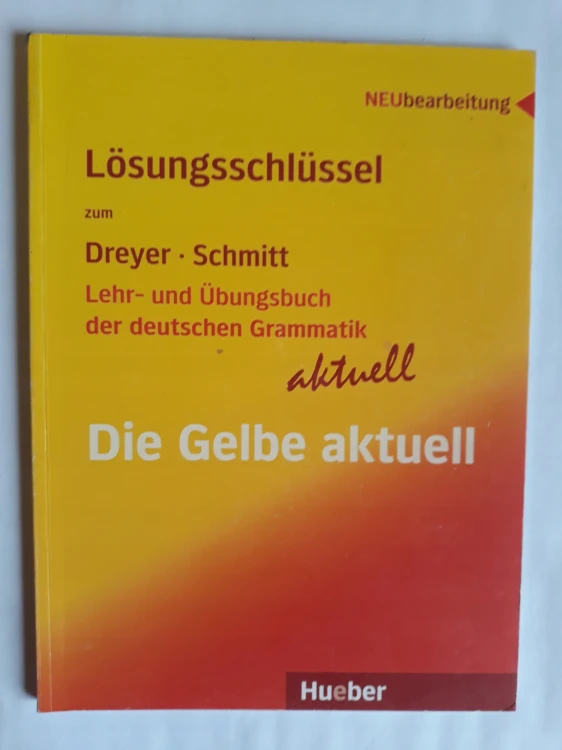 NEUbearbeitung
Lösungsschlüssel
zum
Dreyer · Schmitt
Lehr- und Übungsbuch
der deutschen Grammatik
aktuell
Die Gelbe aktuell
Hueber